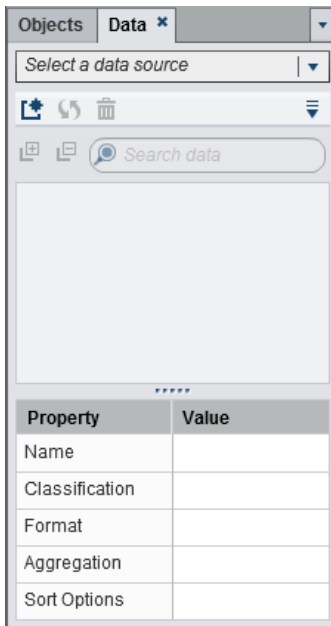 Objects Data
Select a data source
Search data
Property Value
Name
Classification
Format
Aggregation
Sort Options